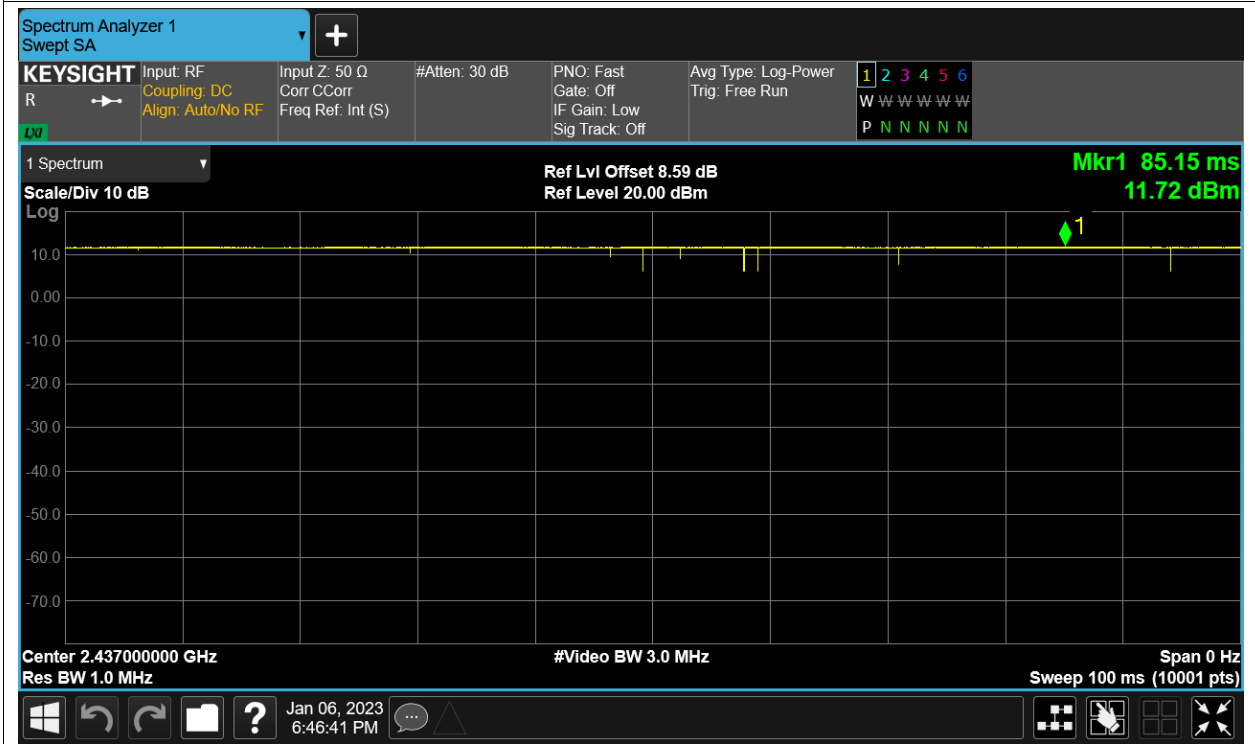 Spectrum Analyzer 1
Swept SA
+
KEYSIGHT
R
LXI
Input: RF
Coupling: DC
Align: Auto/No RF
Input Z: 50 Ω
Corr CCorr
Freq Ref: Int (S)
#Atten: 30 dB
PNO: Fast
Gate: Off
IF Gain: Low
Sig Track: Off
Avg Type: Log-Power
Trig: Free Run
1 2 3 4 5 6
W W W W W W
P N N N N N
1 Spectrum
Scale/Div 10 dB
Ref Lvl Offset 8.59 dB
Ref Level 20.00 dBm
Mkr1 85.15 ms
11.72 dBm
Log
1
10.0
0.00
-10.0
-20.0
-30.0
-40.0
-50.0
-60.0
-70.0
Center 2.437000000 GHz
#Video BW 3.0 MHz
Span 0 Hz
Res BW 1.0 MHz
Sweep 100 ms (10001 pts)
?
Jan 06, 2023
6:46:41 PM